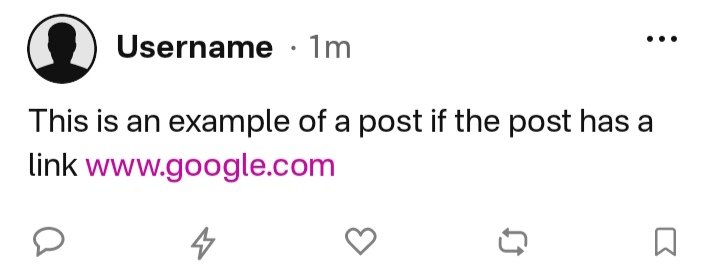 Username · 1m
This is an example of a post if the post has a
link www.google.com